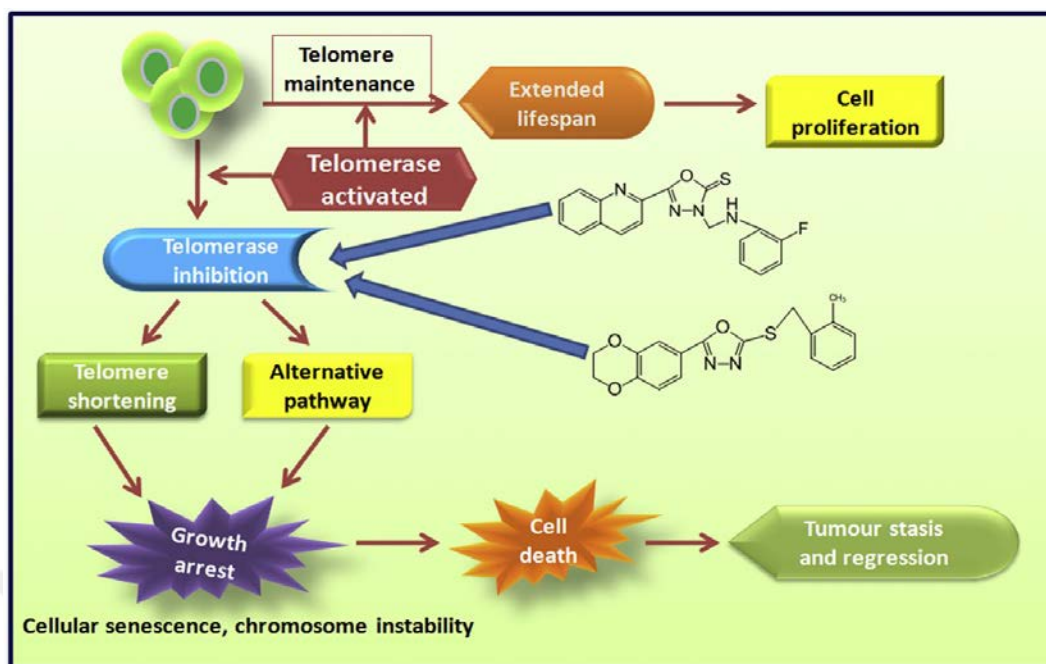 Telomere
maintenance
Extended
lifespan
Cell
proliferation
Telomerase
activated
N
O
S
N
N
H
N
F
Telomerase
inhibition
CH₃
O
S
N
N
O
O
Telomere
shortening
Alternative
pathway
Growth
arrest
Cell
death
Tumour stasis
and regression
Cellular senescence, chromosome instability